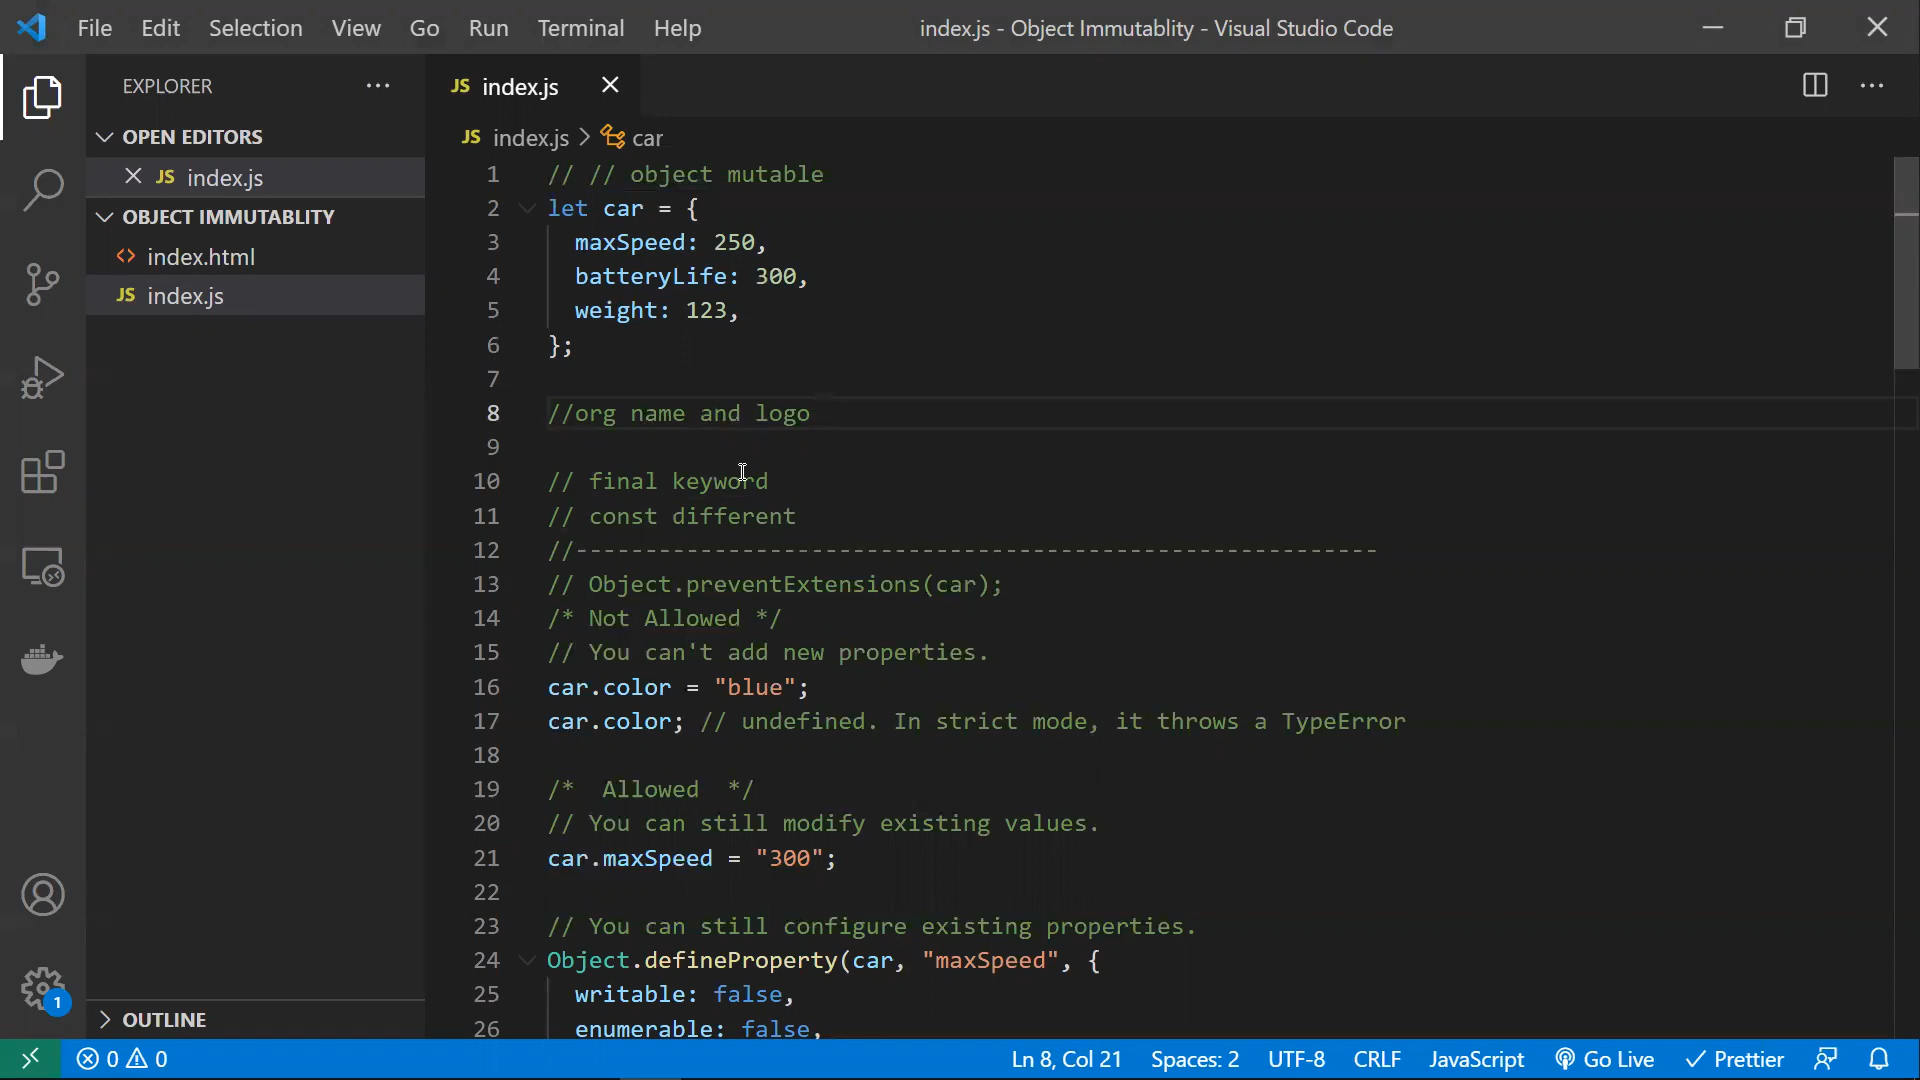 File Edit Selection View Go Run Terminal Help
index.js - Object Immutablity - Visual Studio Code
EXPLORER
OPEN EDITORS
JS index.js
OBJECT IMMUTABLITY
<> index.html
JS index.js
OUTLINE
JS index.js
JS index.js > car
1 // // object mutable
2 let car = {
3 maxSpeed: 250,
4 batteryLife: 300,
5 weight: 123,
6 };
7
8 //org name and logo
9
10 // final keyword
11 // const different
12 //----------------------------------------------------------
13 // Object.preventExtensions(car);
14 /* Not Allowed */
15 // You can't add new properties.
16 car.color = "blue";
17 car.color; // undefined. In strict mode, it throws a TypeError
18
19 /*  Allowed  */
20 // You can still modify existing values.
21 car.maxSpeed = "300";
22
23 // You can still configure existing properties.
24 Object.defineProperty(car, "maxSpeed", {
25 writable: false,
26 enumerable: false,
1
0 0
Ln 8, Col 21 Spaces: 2 UTF-8 CRLF JavaScript Go Live Prettier